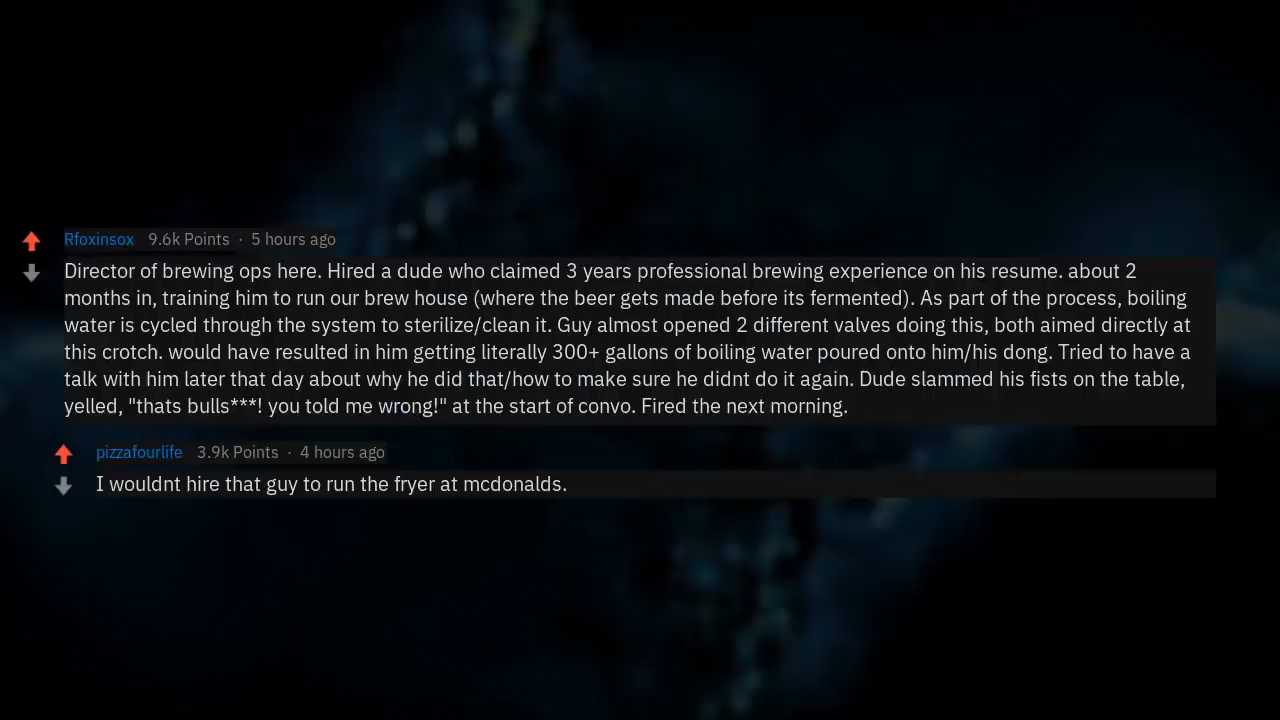 Rfoxinsox 9.6k Points · 5 hours ago
Director of brewing ops here. Hired a dude who claimed 3 years professional brewing experience on his resume. about 2
months in, training him to run our brew house (where the beer gets made before its fermented). As part of the process, boiling
water is cycled through the system to sterilize/clean it. Guy almost opened 2 different valves doing this, both aimed directly at
this crotch. would have resulted in him getting literally 300+ gallons of boiling water poured onto him/his dong. Tried to have a
talk with him later that day about why he did that/how to make sure he didnt do it again. Dude slammed his fists on the table,
yelled, "thats bulls***! you told me wrong!" at the start of convo. Fired the next morning.
pizzafourlife 3.9k Points · 4 hours ago
I wouldnt hire that guy to run the fryer at mcdonalds.